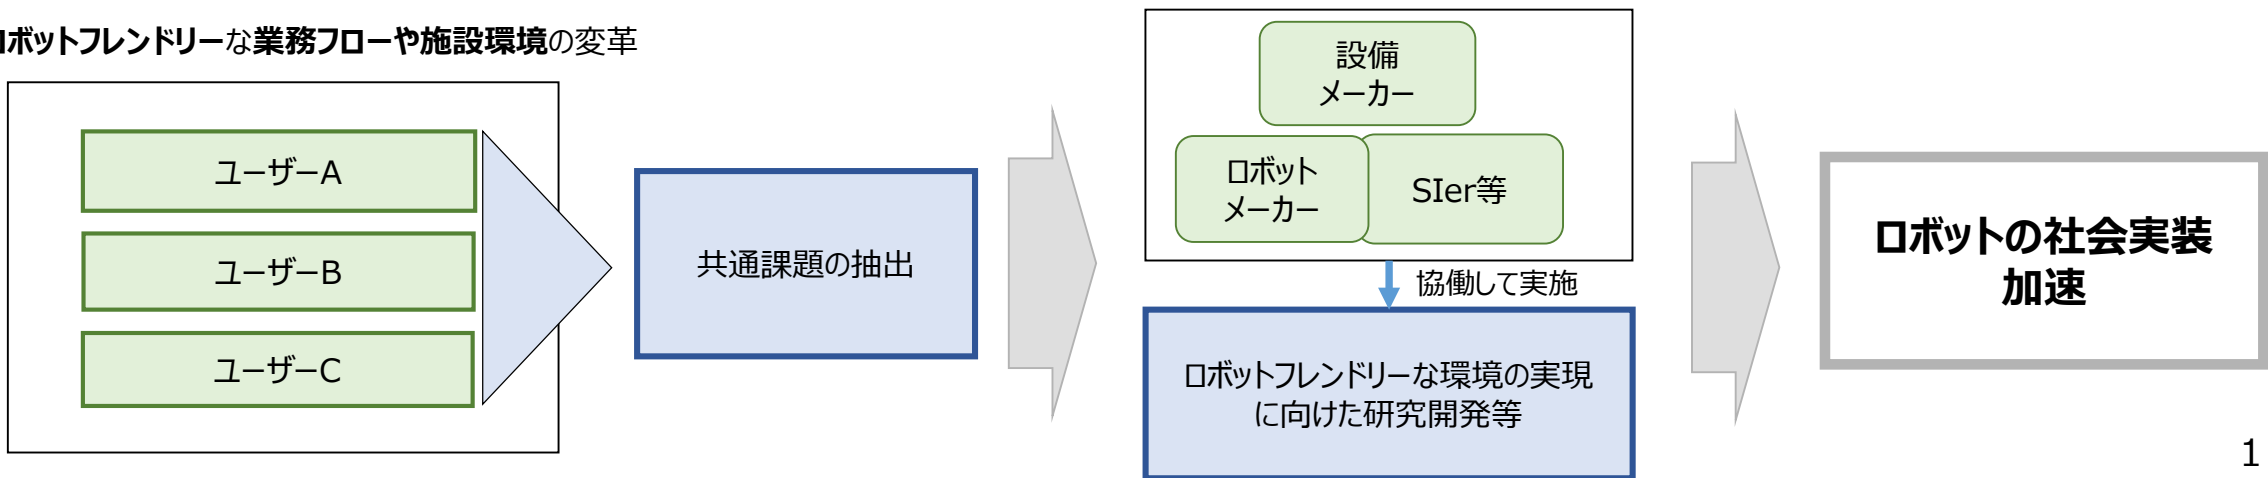 ロボットフレンドリーな業務フローや施設環境の変革
ユーザーA
ユーザーB
ユーザーC
共通課題の抽出
設備
メーカー
ロボット
メーカー
SIer等
協働して実施
ロボットフレンドリーな環境の実現
に向けた研究開発等
ロボットの社会実装
加速
1